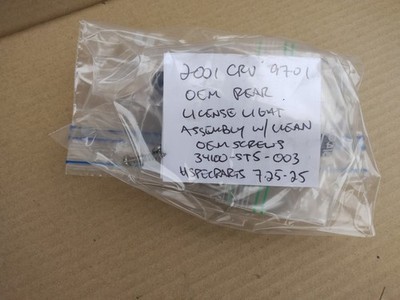 2001 CRV '9701
OEM REAR
LICENSE LIGHT
ASSEMBLY W/ CLEAN
OEM SCREWS
34100-ST5-003
HSPECPARTS 7.25-25